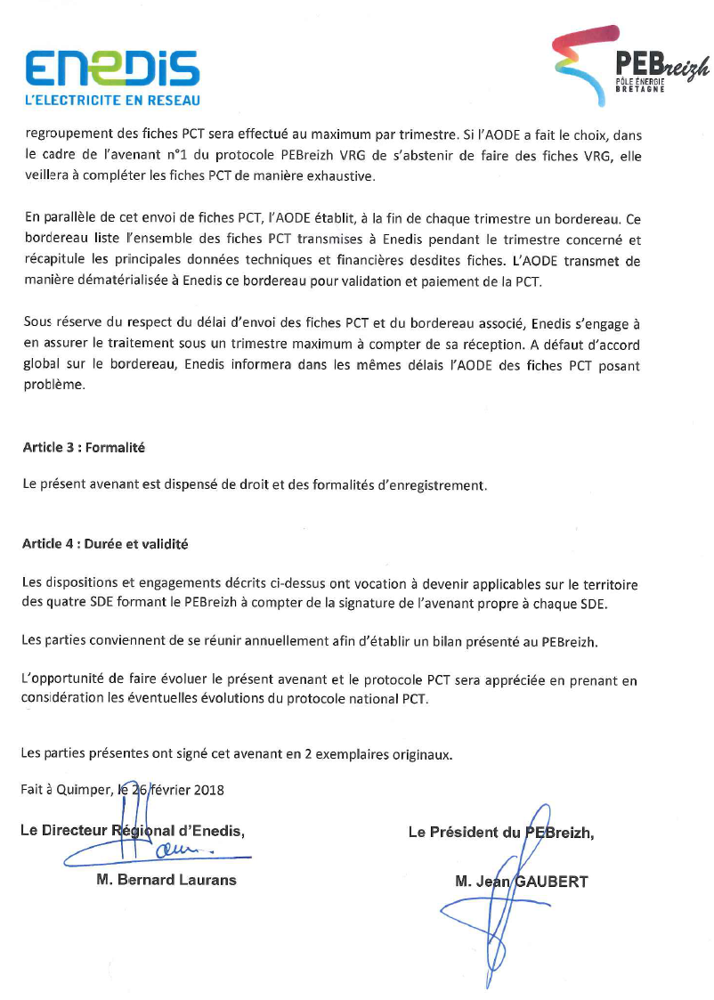 ENEDIS
L'ELECTRICITE EN RESEAU
PEBreizh
PÔLE ÉNERGIE
BRETAGNE
regroupement des fiches PCT sera effectué au maximum par trimestre. Si l'AODE a fait le choix, dans
le cadre de l'avenant n°1 du protocole PEBreizh VRG de s'abstenir de faire des fiches VRG, elle
veillera à compléter les fiches PCT de manière exhaustive.
En parallèle de cet envoi de fiches PCT, l'AODE établit, à la fin de chaque trimestre un bordereau. Ce
bordereau liste l'ensemble des fiches PCT transmises à Enedis pendant le trimestre concerné et
récapitule les principales données techniques et financières desdites fiches. L'AODE transmet de
manière dématérialisée à Enedis ce bordereau pour validation et paiement de la PCT.
Sous réserve du respect du délai d'envoi des fiches PCT et du bordereau associé, Enedis s'engage à
en assurer le traitement sous un trimestre maximum à compter de sa réception. A défaut d'accord
global sur le bordereau, Enedis informera dans les mêmes délais l'AODE des fiches PCT posant
problème.
Article 3 : Formalité
Le présent avenant est dispensé de droit et des formalités d'enregistrement.
Article 4 : Durée et validité
Les dispositions et engagements décrits ci-dessus ont vocation à devenir applicables sur le territoire
des quatre SDE formant le PEBreizh à compter de la signature de l'avenant propre à chaque SDE.
Les parties conviennent de se réunir annuellement afin d'établir un bilan présenté au PEBreizh.
L'opportunité de faire évoluer le présent avenant et le protocole PCT sera appréciée en prenant en
considération les éventuelles évolutions du protocole national PCT.
Les parties présentes ont signé cet avenant en 2 exemplaires originaux.
Fait à Quimper, le 26 février 2018
Le Directeur Régional d'Enedis,
Le Président du PEBreizh,
M. Bernard Laurans
M. Jean GAUBERT